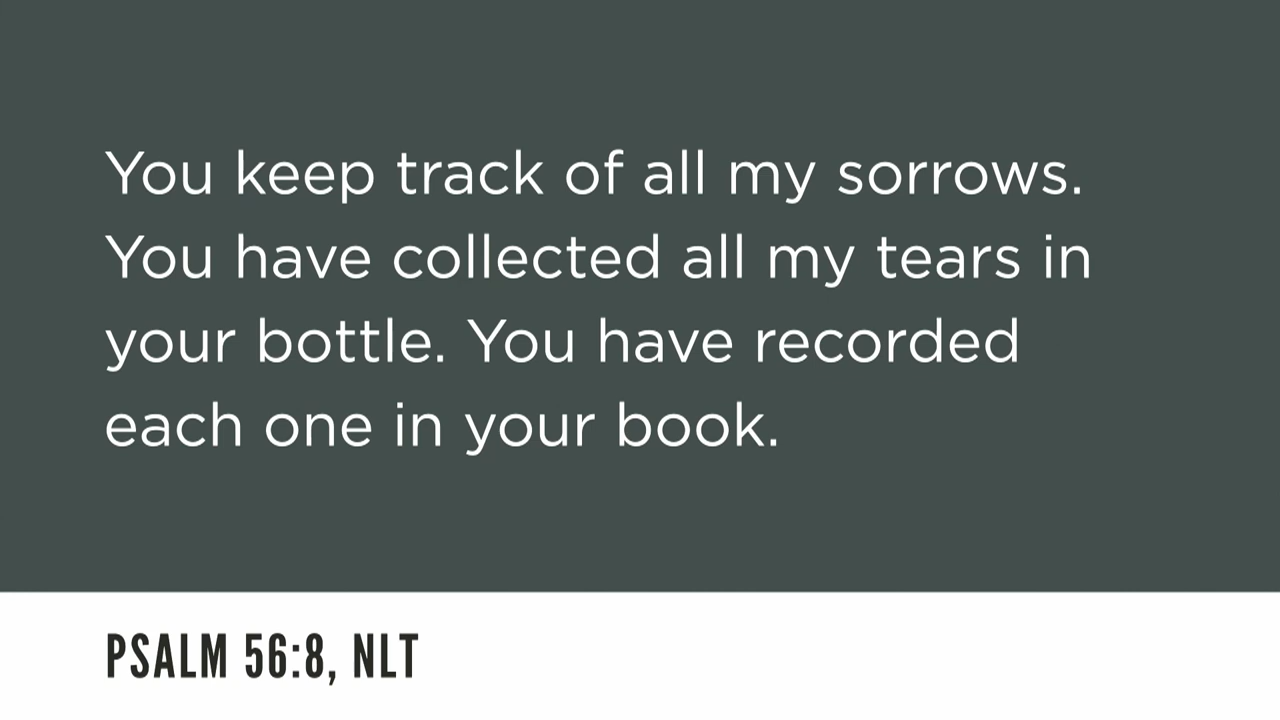 You keep track of all my sorrows.
You have collected all my tears in
your bottle. You have recorded
each one in your book.
PSALM 56:8, NLT